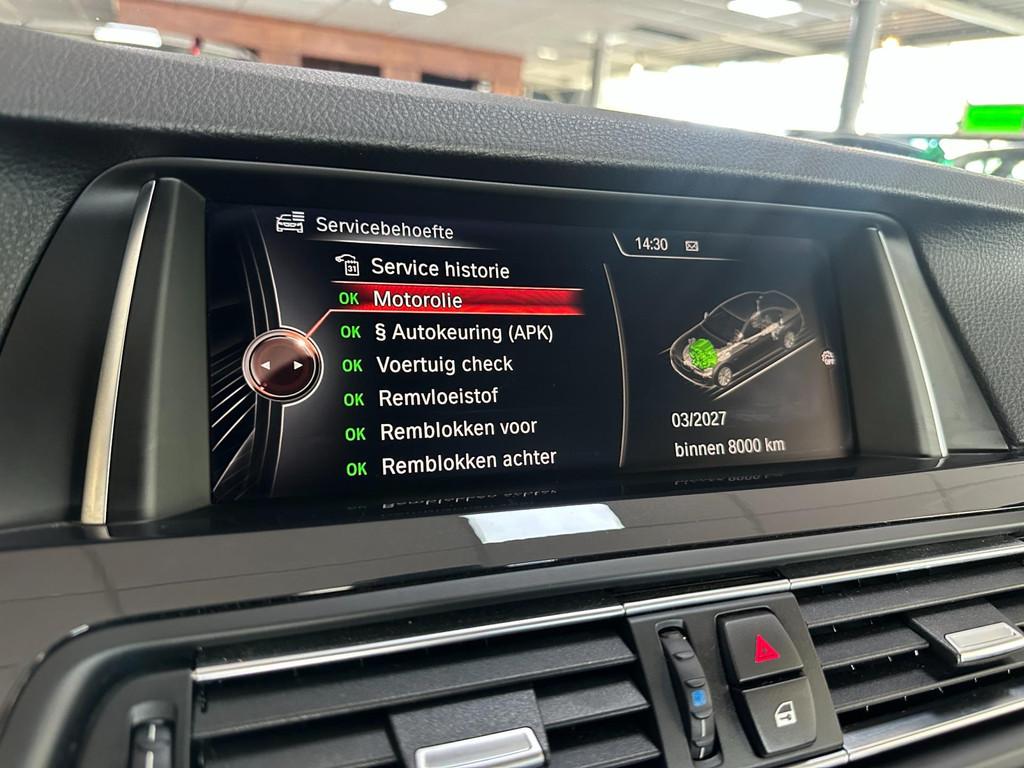 Servicebehoefte
14:30
31 Service historie
OK Motorolie
OK § Autokeuring (APK)
OK Voertuig check
OK Remvloeistof
OK Remblokken voor
OK Remblokken achter
03/2027
binnen 8000 km